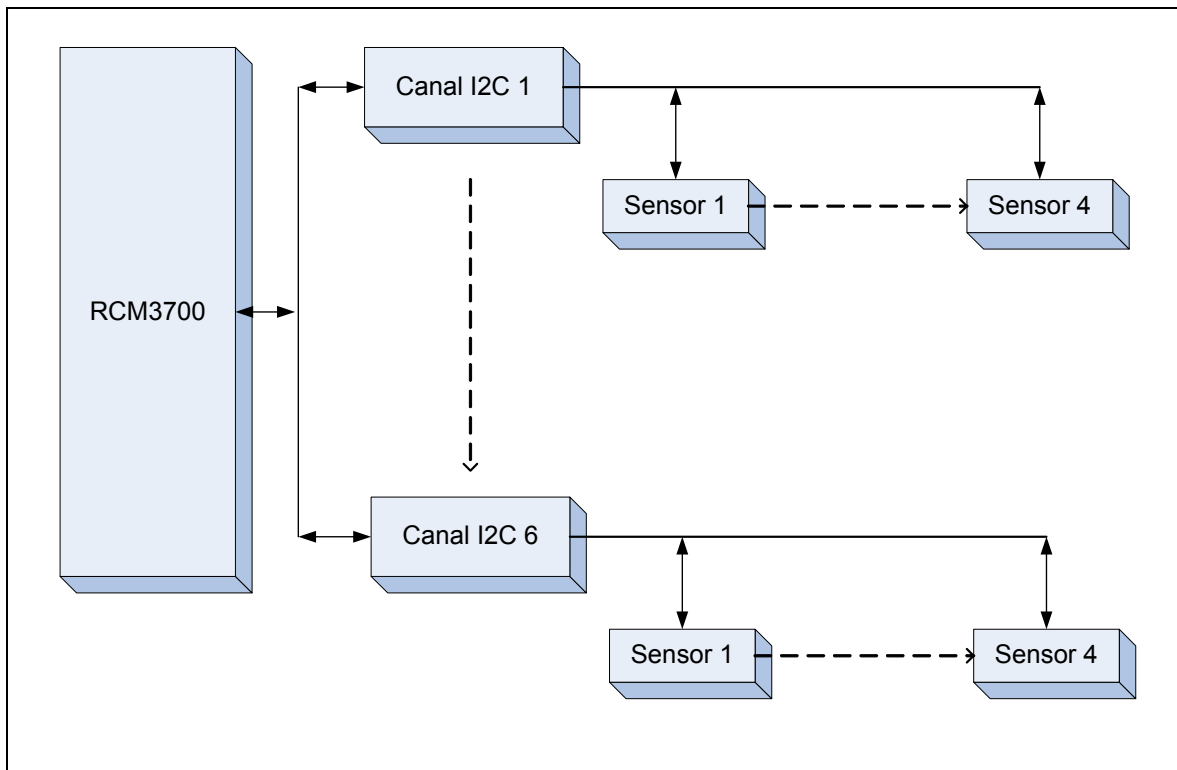 Canal I2C 1
Sensor 1
Sensor 4
RCM3700
Canal I2C 6
Sensor 1
Sensor 4